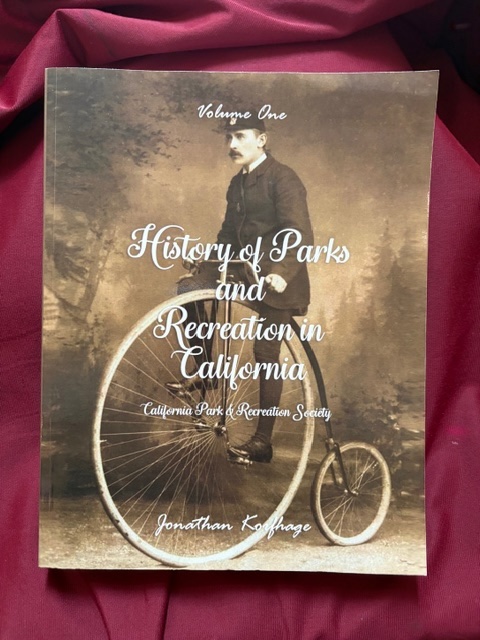 Volume One
History of Parks
and
Recreation in
California
California Park & Recreation Society
Jonathan Korfhage